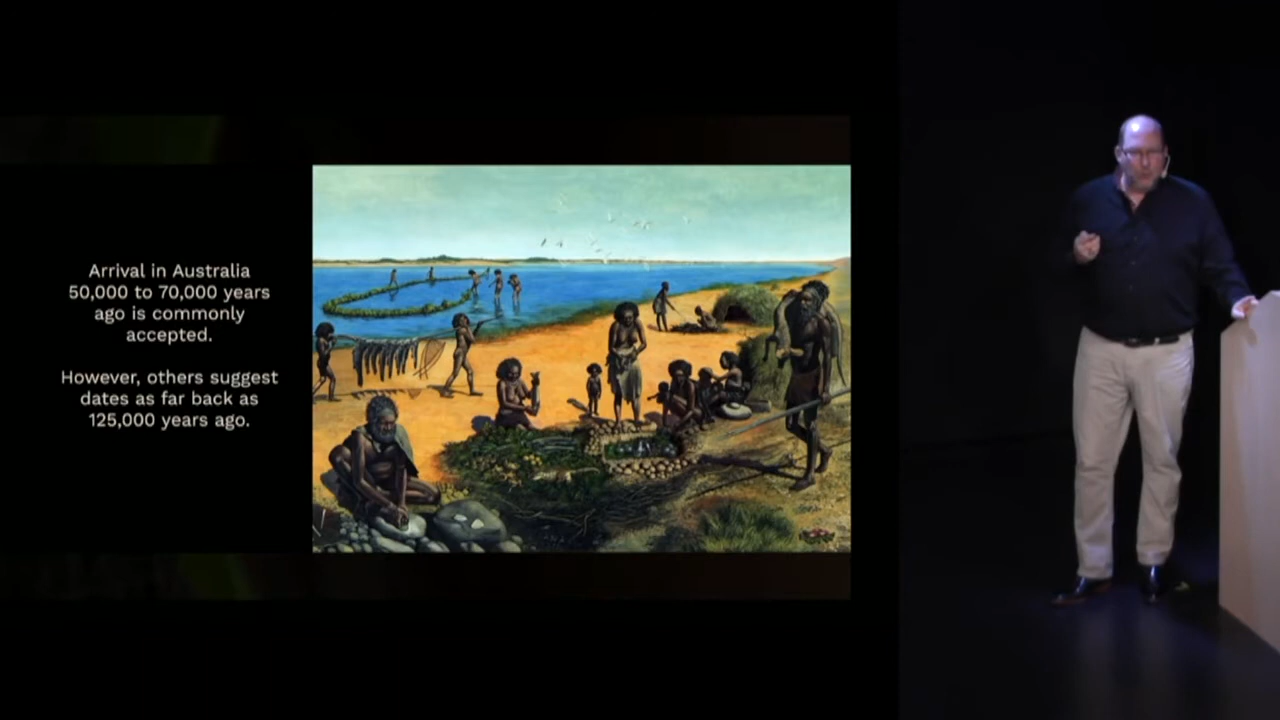 Arrival in Australia
50,000 to 70,000 years
ago is commonly
accepted.
However, others suggest
dates as far back as
125,000 years ago.